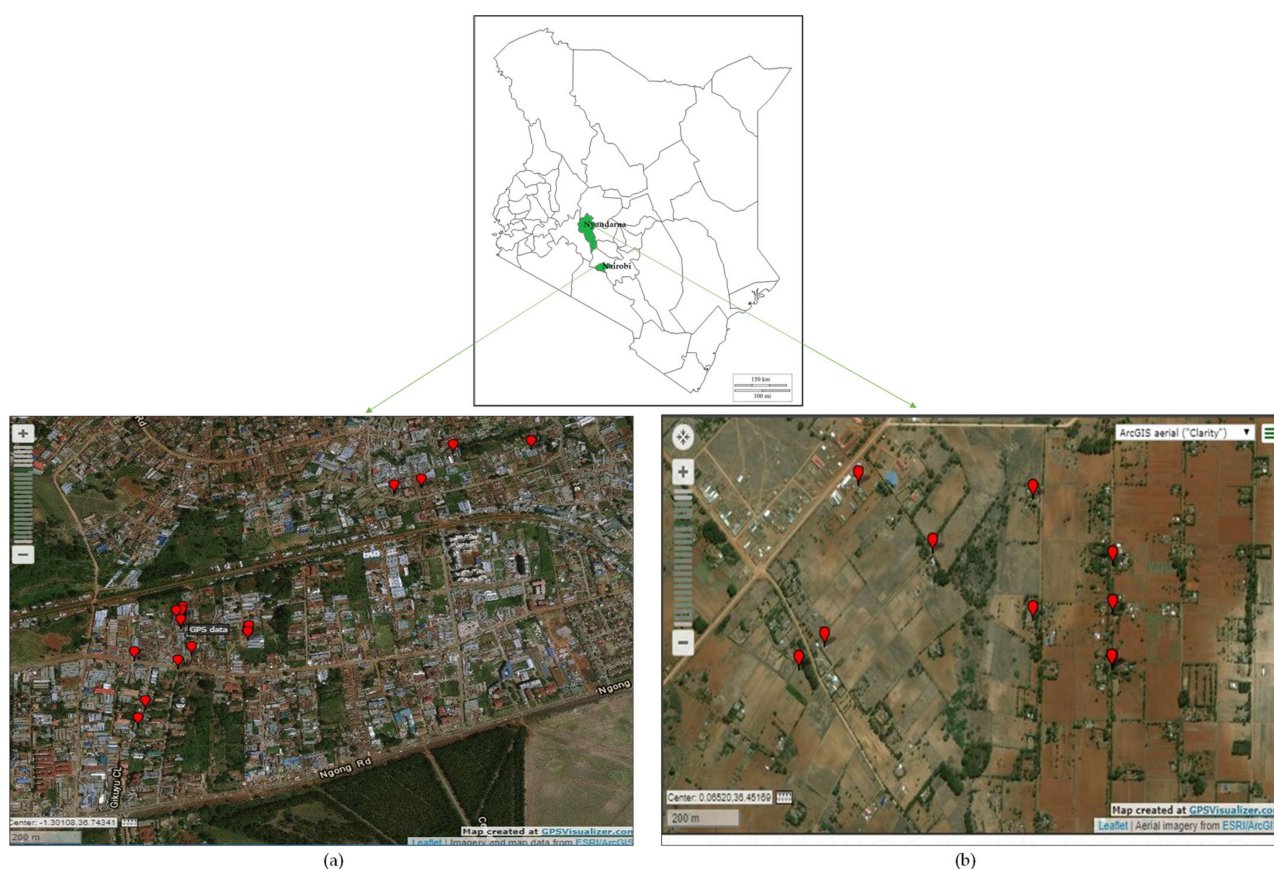 Nyandarua
Nairobi
150 km
100 mi
Rd
GPS data
Ngong
Ngong Rd
Gikuyu CL
Center: -1.30108,36.74341
200 m
Map created at GPSVisualizer.com
Leaflet | Imagery and map data from ESRI/ArcGIS
ArcGIS aerial ("Clarity")
Center: 0.06520,36.45169
200 m
Map created at GPSVisualizer.com
Leaflet | Aerial imagery from ESRI/ArcGIS
(a)
(b)